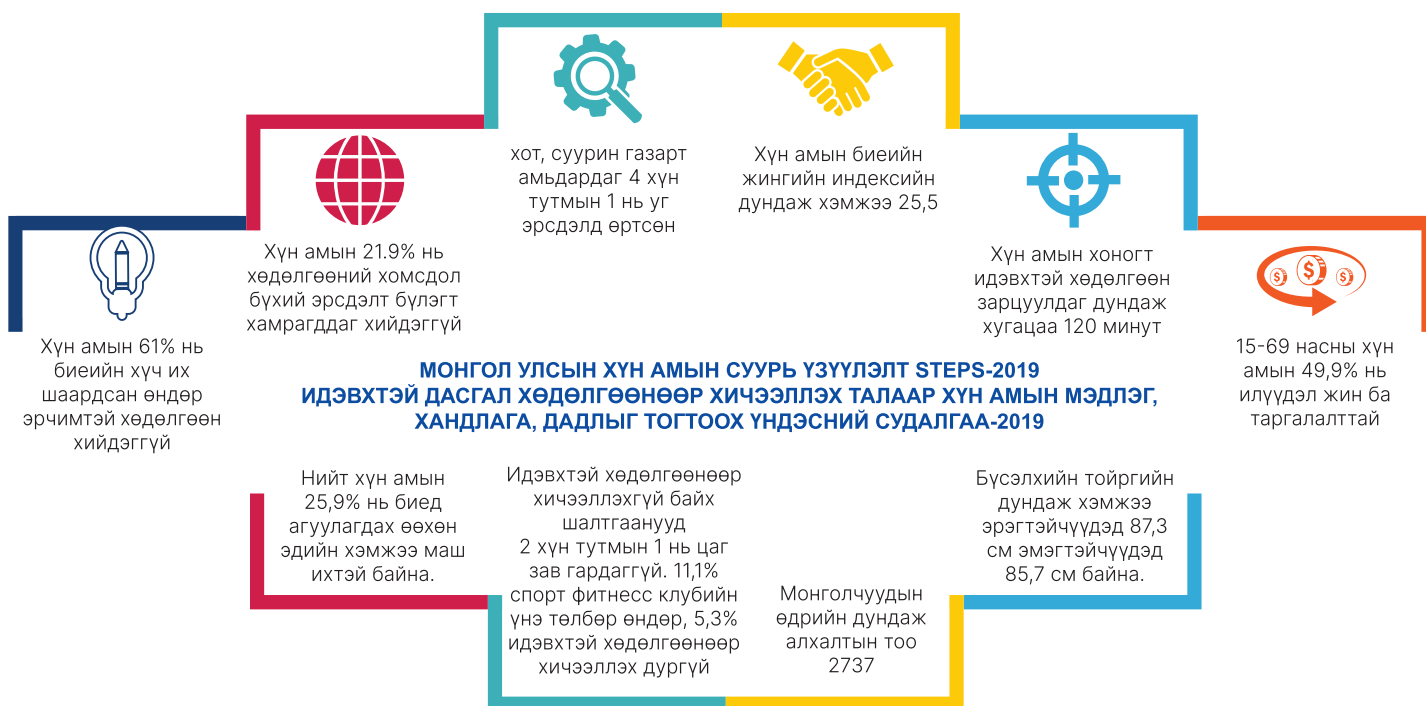 Хүн амын 61% нь
биеийн хүч их
шаардсан өндөр
эрчимтэй хөдөлгөөн
хийдэггүй
Хүн амын 21.9% нь
хөдөлгөөний хомсдол
бүхий эрсдэлт бүлэгт
хамрагддаг хийдэггүй
хот, суурин газарт
амьдардаг 4 хүн
тутмын 1 нь уг
эрсдэлд өртсөн
Хүн амын биеийн
жингийн индексийн
дундаж хэмжээ 25,5
Хүн амын хоногт
идэвхтэй хөдөлгөөн
зарцуулдаг дундаж
хугацаа 120 минут
15-69 насны хүн
амын 49,9% нь
илүүдэл жин ба
таргалалттай
МОНГОЛ УЛСЫН ХҮН АМЫН СУУРЬ ҮЗҮҮЛЭЛТ STEPS-2019
ИДЭВХТЭЙ ДАСГАЛ ХӨДӨЛГӨӨНӨӨР ХИЧЭЭЛЛЭХ ТАЛААР ХҮН АМЫН МЭДЛЭГ,
ХАНДЛАГА, ДАДЛЫГ ТОГТООХ ҮНДЭСНИЙ СУДАЛГАА-2019
Нийт хүн амын
25,9% нь биед
агуулагдах өөхөн
эдийн хэмжээ маш
ихтэй байна.
Идэвхтэй хөдөлгөөнөөр
хичээллэхгүй байх
шалтгаанууд
2 хүн тутмын 1 нь цаг
зав гардаггүй. 11,1%
спорт фитнесс клубийн
үнэ төлбөр өндөр, 5,3%
идэвхтэй хөдөлгөөнөөр
хичээллэх дургүй
Монголчуудын
өдрийн дундаж
алхалтын тоо
2737
Бүсэлхийн тойргийн
дундаж хэмжээ
эрэгтэйчүүдэд 87,3
см эмэгтэйчүүдэд
85,7 см байна.